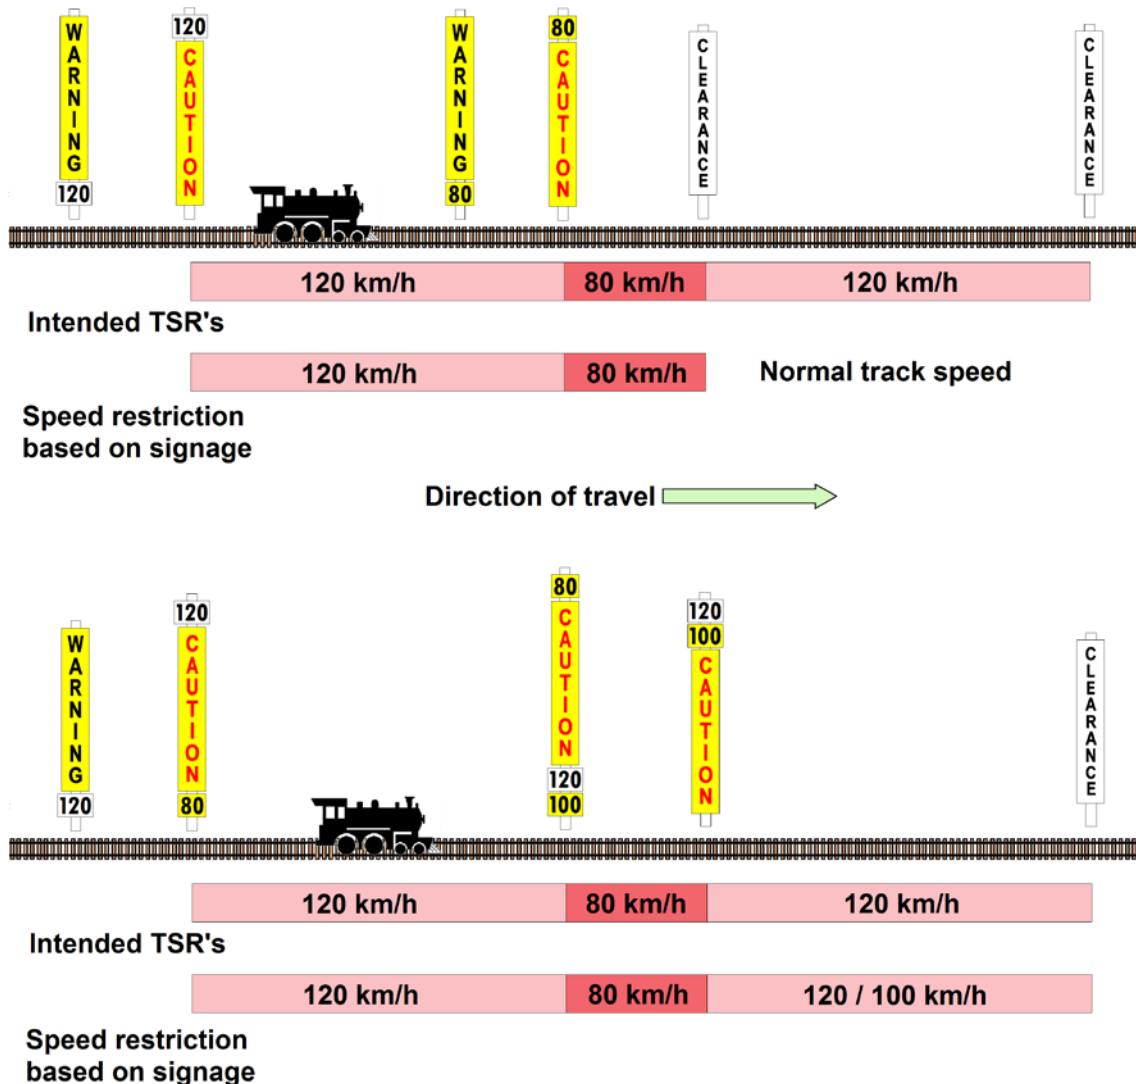 WARNING
120
120
CAUTION
WARNING
80
80
CAUTION
CLEARANCE
CLEARANCE
120 km/h
80 km/h
120 km/h
Intended TSR's
120 km/h
80 km/h
Normal track speed
Speed restriction
based on signage
Direction of travel
WARNING
120
120
CAUTION
80
80
CAUTION
120
100
120
100
CAUTION
CLEARANCE
120 km/h
80 km/h
120 km/h
Intended TSR's
120 km/h
80 km/h
120 / 100 km/h
Speed restriction
based on signage